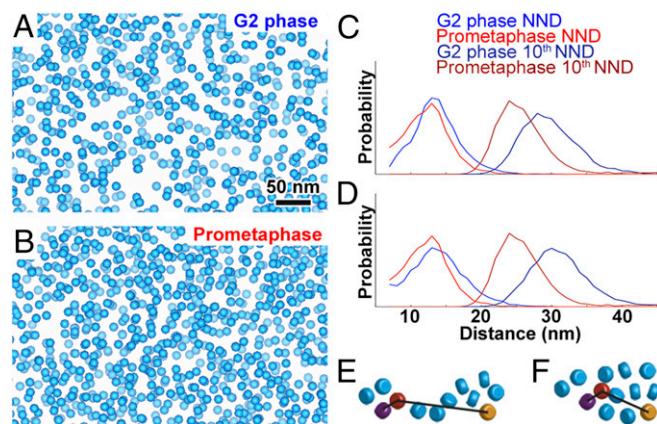 A
G2 phase
50 nm
B
Prometaphase
C
G2 phase NND
Prometaphase NND
G2 phase 10th NND
Prometaphase 10th NND
Probability
D
Probability
10 20 30 40
Distance (nm)
E
F